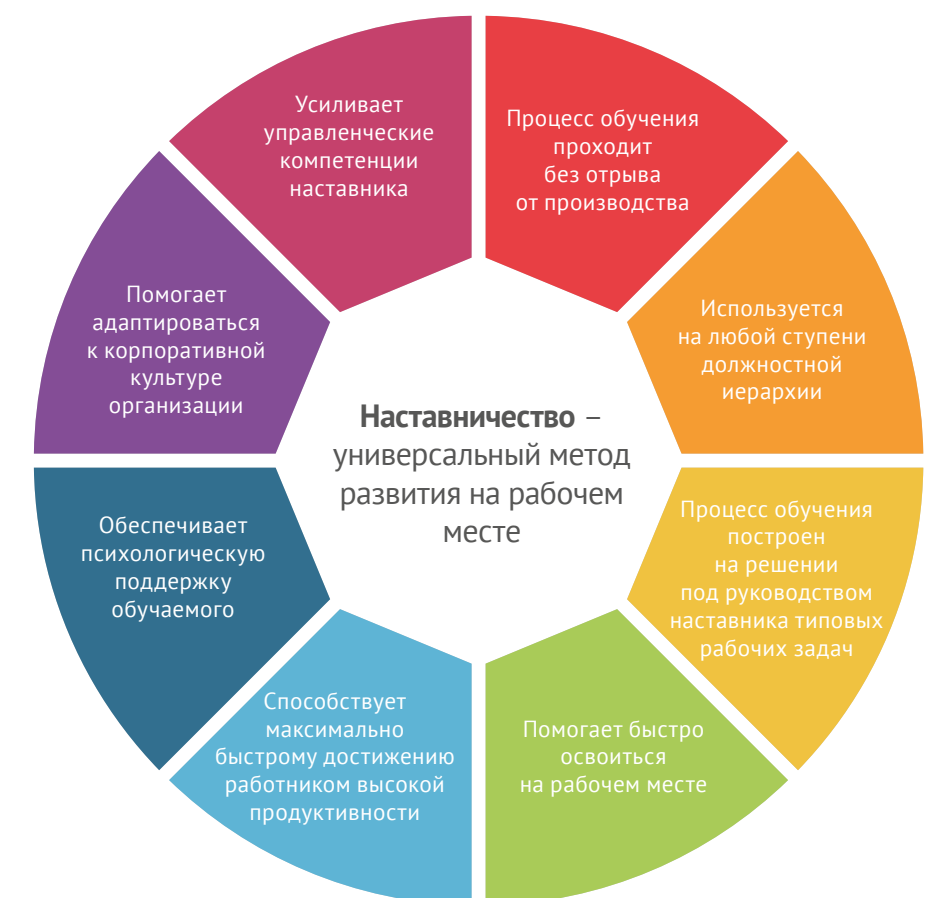 Усиливает
управленческие
компетенции
наставника
Процесс обучения
проходит
без отрыва
от производства
Используется
на любой ступени
должностной
иерархии
Процесс обучения
построен
на решении
под руководством
наставника типовых
рабочих задач
Помогает быстро
освоиться
на рабочем месте
Способствует
максимально
быстрому достижению
работником высокой
продуктивности
Обеспечивает
психологическую
поддержку
обучаемого
Помогает
адаптироваться
к корпоративной
культуре
организации
Наставничество –
универсальный метод
развития на рабочем
месте